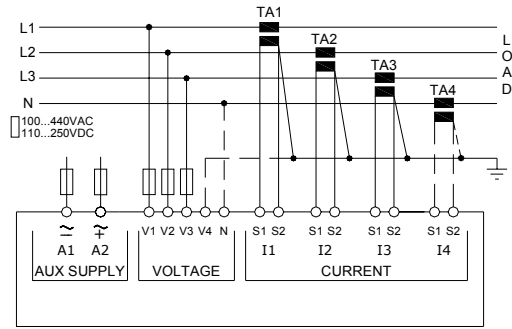 TA1
L1
TA2
L2
TA3
L3
TA4
N
LOAD
100...440VAC
110...250VDC
V1 V2 V3 V4 N S1 S2 S1 S2 S1 S2 S1 S2
A1 A2 I1 I2 I3 I4
AUX SUPPLY VOLTAGE CURRENT